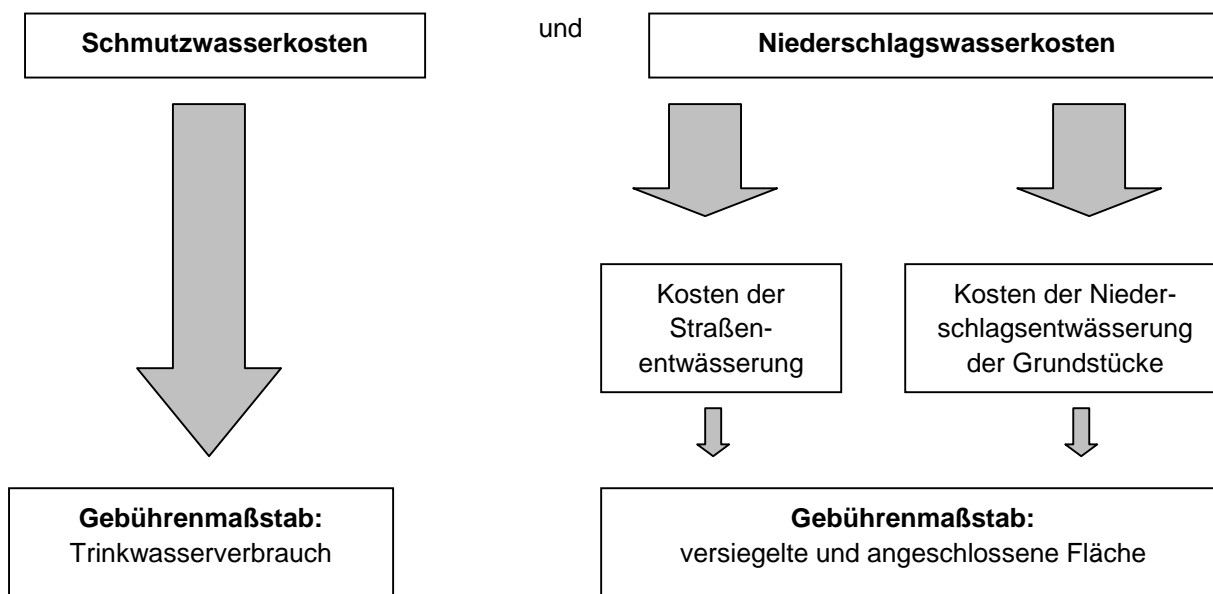 Schmutzwasserkosten
und
Niederschlagswasserkosten
Kosten der
Straßen-
entwässerung
Kosten der Nieder-
schlagsentwässerung
der Grundstücke
Gebührenmaßstab:
Trinkwasserverbrauch
Gebührenmaßstab:
versiegelte und angeschlossene Fläche